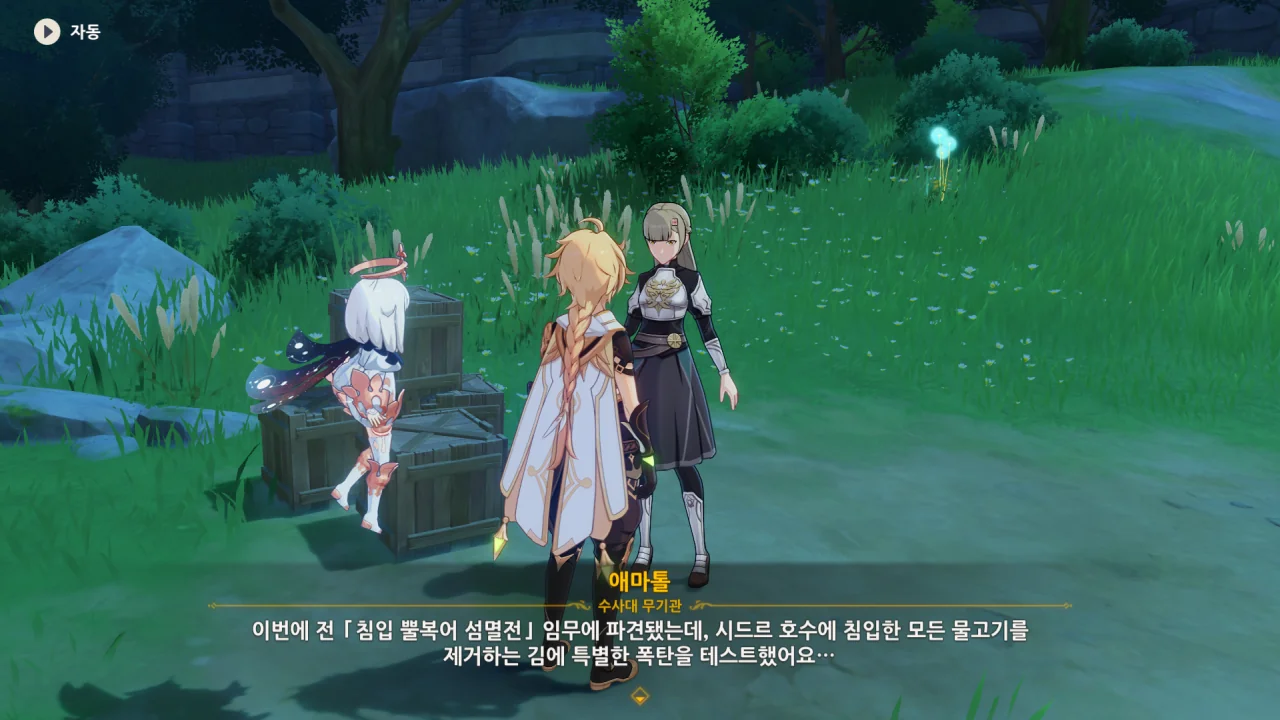 자동
애마톨
수사대 무기관
이번에 전 「침입 뿔복어 섬멸전」 임무에 파견됐는데, 시드르 호수에 침입한 모든 물고기를
제거하는 김에 특별한 폭탄을 테스트했어요…